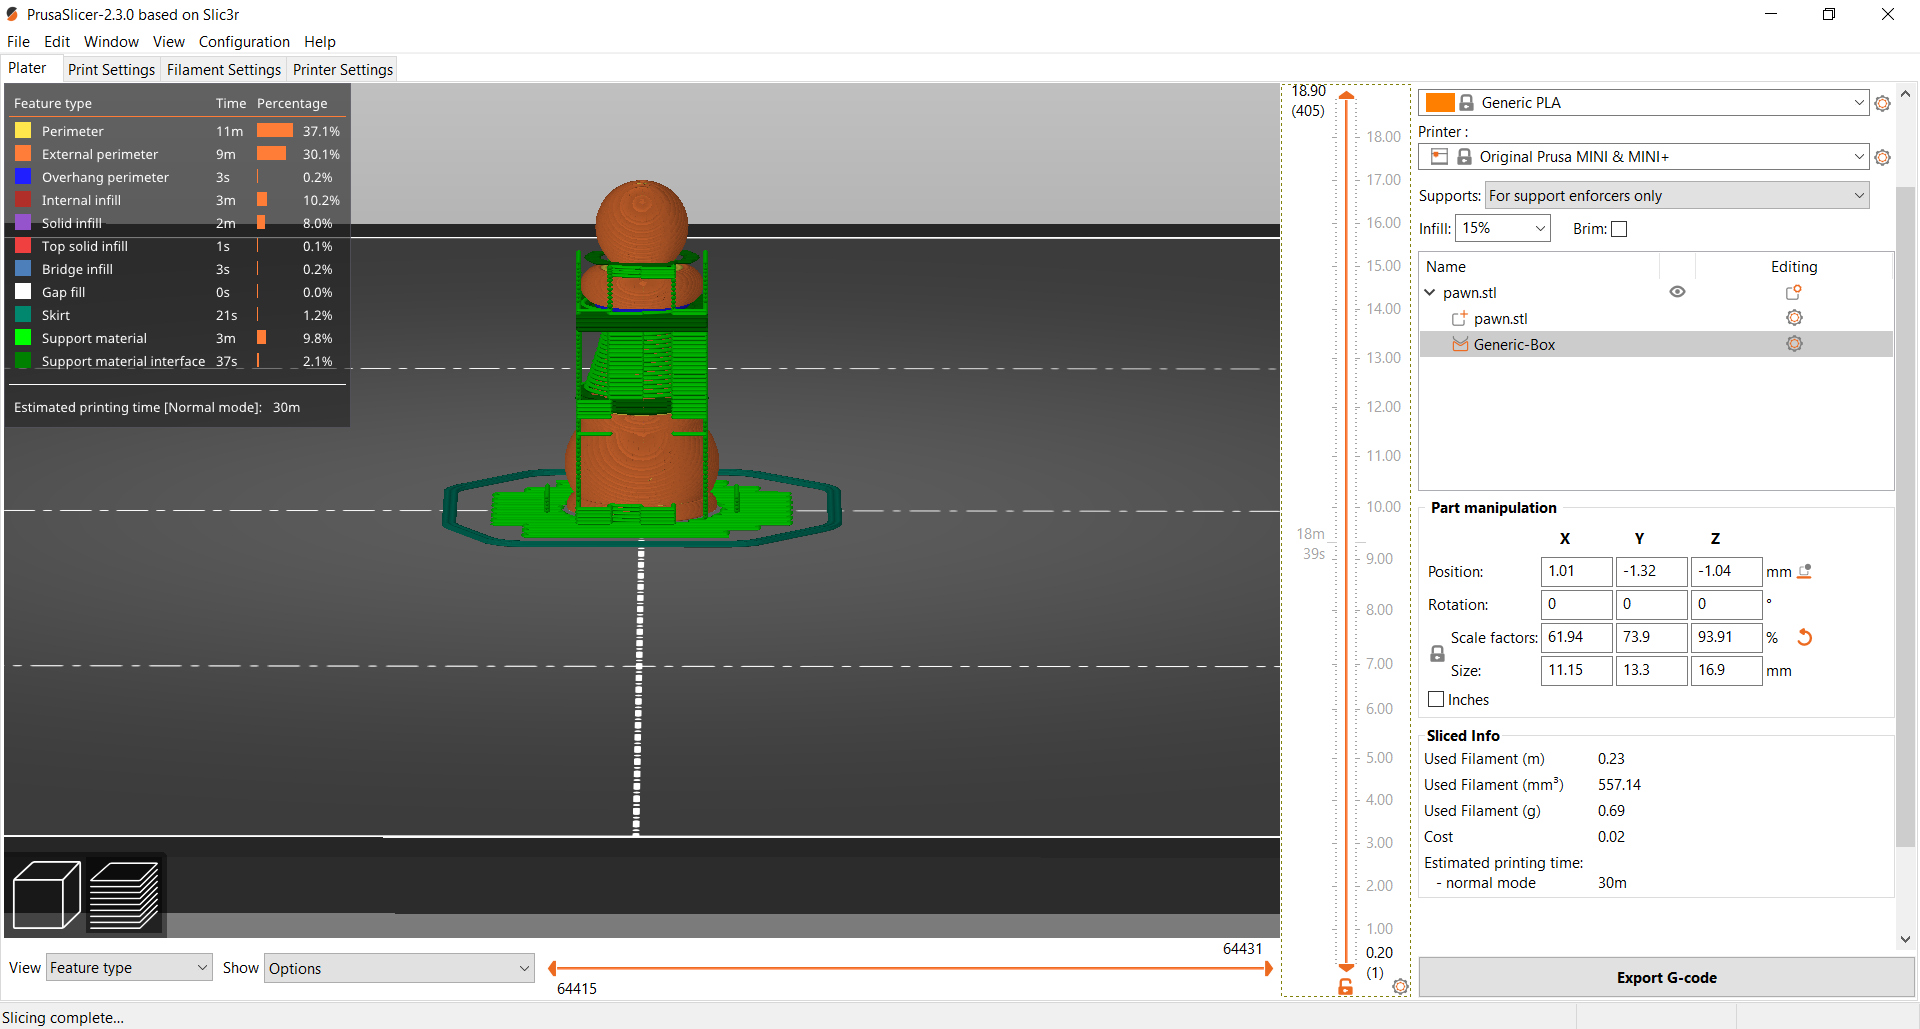 PrusaSlicer-2.3.0 based on Slic3r
File Edit Window View Configuration Help
Plater Print Settings Filament Settings Printer Settings
Feature type Time Percentage
Perimeter 11m 37.1%
External perimeter 9m 30.1%
Overhang perimeter 3s 0.2%
Internal infill 3m 10.2%
Solid infill 2m 8.0%
Top solid infill 1s 0.1%
Bridge infill 3s 0.2%
Gap fill 0s 0.0%
Skirt 21s 1.2%
Support material 3m 9.8%
Support material interface 37s 2.1%
Estimated printing time [Normal mode]: 30m
18.90
(405)
18.00
17.00
16.00
15.00
14.00
13.00
12.00
11.00
10.00
18m
39s
9.00
8.00
7.00
6.00
5.00
4.00
3.00
2.00
1.00
0.20
(1)
Generic PLA
Printer :
Original Prusa MINI & MINI+
Supports: For support enforcers only
Infill: 15% Brim:
Name Editing
pawn.stl
pawn.stl
Generic-Box
Part manipulation
X Y Z
Position: 1.01 -1.32 -1.04 mm
Rotation: 0 0 0 °
Scale factors: 61.94 73.9 93.91 %
Size: 11.15 13.3 16.9 mm
Inches
Sliced Info
Used Filament (m) 0.23
Used Filament (mm³) 557.14
Used Filament (g) 0.69
Cost 0.02
Estimated printing time:
- normal mode 30m
Export G-code
View Feature type Show Options
64431
64415
Slicing complete...